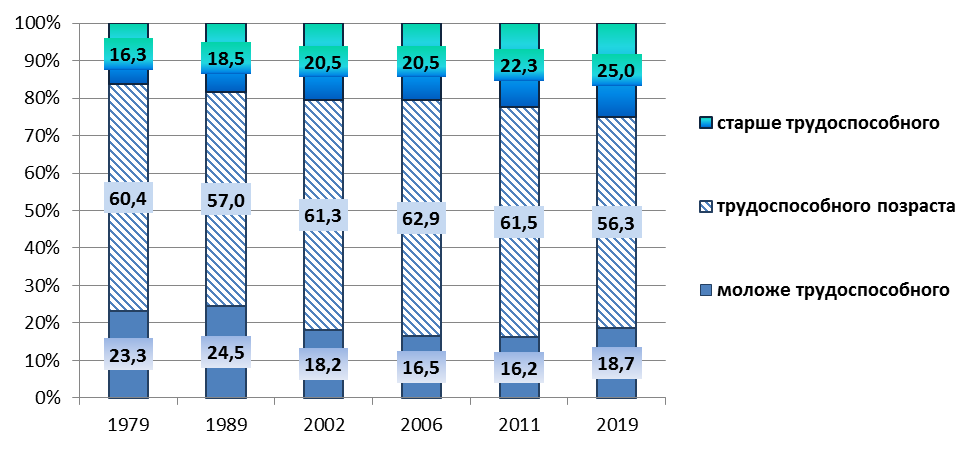 100%
90%
80%
70%
60%
50%
40%
30%
20%
10%
0%
16,3 18,5 20,5 20,5 22,3 25,0
60,4 57,0 61,3 62,9 61,5 56,3
23,3 24,5 18,2 16,5 16,2 18,7
1979 1989 2002 2006 2011 2019
старше трудоспособного
трудоспособного позраста
моложе трудоспособного